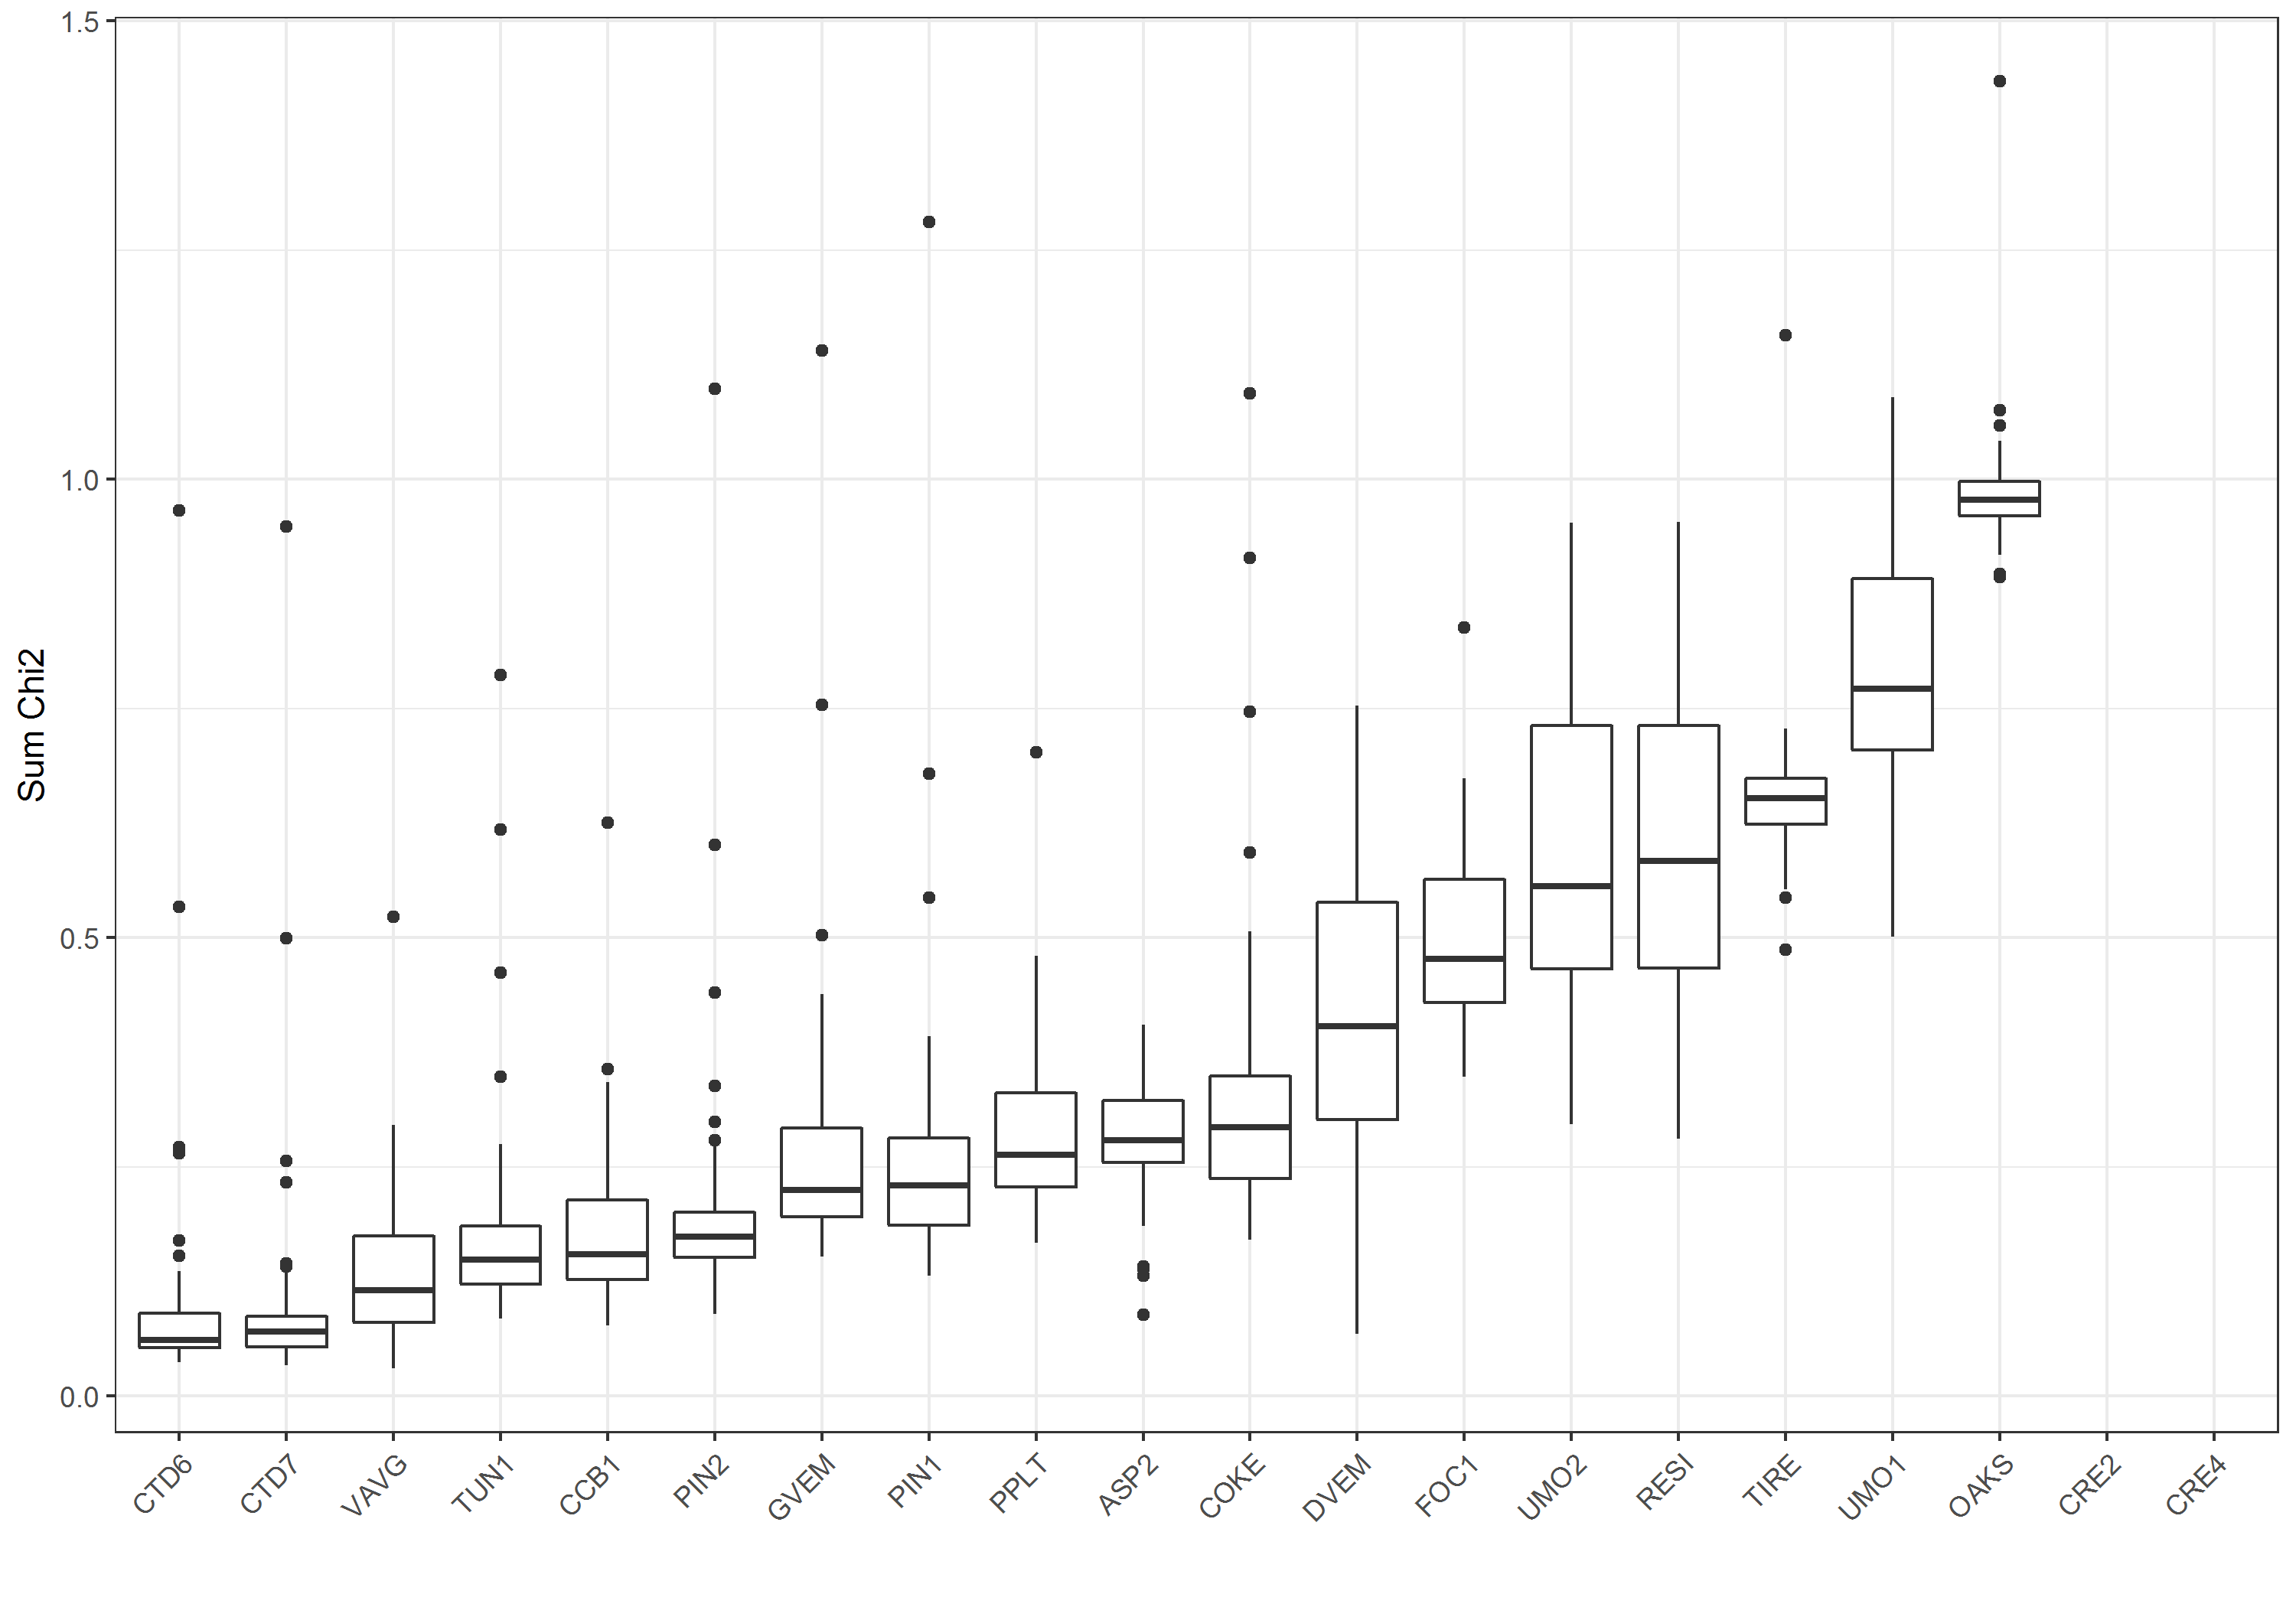 Sum Chi2
1.5
1.0
0.5
0.0
CTD6
CTD7
VAVG
TUN1
CCB1
PIN2
GVEM
PIN1
PPLT
ASP2
COKE
DVEM
FOC1
UMO2
RESI
TIRE
UMO1
OAKS
CRE2
CRE4